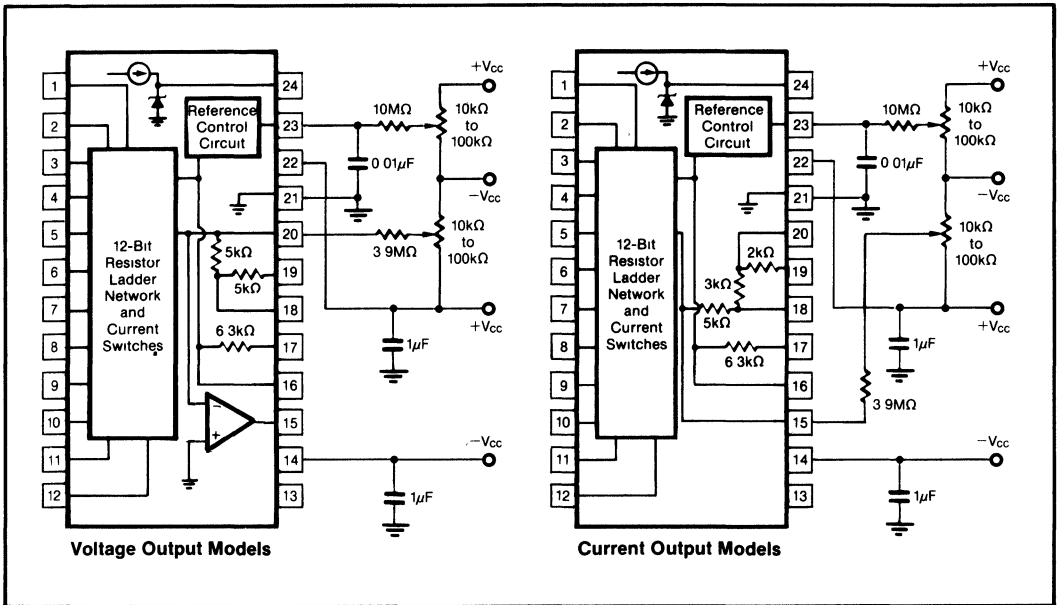 +VCC
1
24
Reference
Control
Circuit
10MΩ
10kΩ
to
100kΩ
2
23
3
22
0 01μF
−VCC
4
21
5
20
12-Bit
Resistor
Ladder
Network
and
Current
Switches
5kΩ
3 9MΩ
10kΩ
to
100kΩ
6
19
5kΩ
7
18
+VCC
8
6 3kΩ
17
1μF
9
16
10
−
+
15
11
14
−VCC
12
13
1μF
Voltage Output Models
+VCC
1
24
Reference
Control
Circuit
10MΩ
10kΩ
to
100kΩ
2
23
3
22
0 01μF
−VCC
4
21
5
20
12-Bit
Resistor
Ladder
Network
and
Current
Switches
2kΩ
10kΩ
to
100kΩ
6
19
3kΩ
7
18
5kΩ
+VCC
8
17
6 3kΩ
1μF
9
16
3 9MΩ
10
15
11
14
−VCC
12
13
1μF
Current Output Models